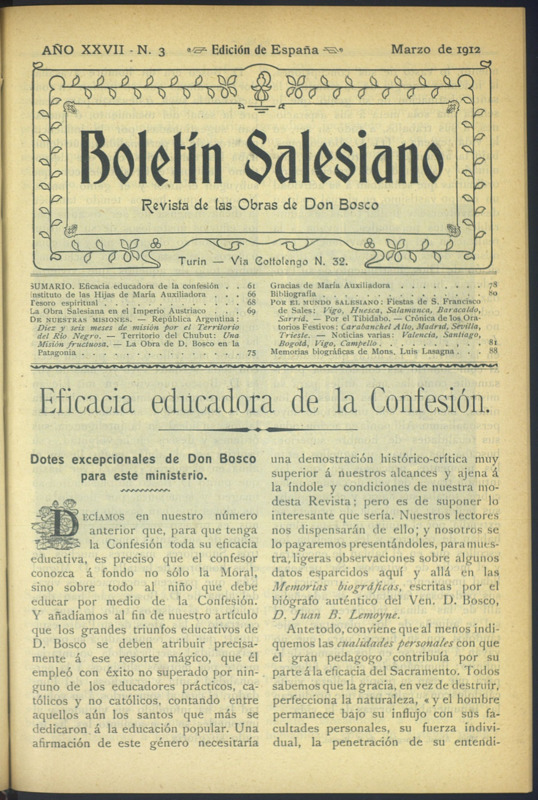 AÑO XXVII - N. 3
Edición de España
Marzo de 1912
Boletín Salesiano
Revista de las Obras de Don Bosco
Turín — Via Cottolengo N. 32.
SUMARIO. Eficacia educadora de la confesión . . 61
Instituto de las Hijas de María Auxiliadora . . . 66
Tesoro espiritual . . . . . . . . . 68
La Obra Salesiana en el Imperio Austriaco . . . 69
DE NUESTRAS MISIONES. — República Argentina:
Diez y seis meses de misión por el Territorio
del Río Negro. — Territorio del Chubut: Una
Misión fructuosa. — La Obra de D. Bosco en la
Patagonia . . . . . . . . . . 75
Gracias de María Auxiliadora . . . . . . 78
Bibliografía . . . . . . . . . . 80
POR EL MUNDO SALESIANO: Fiestas de S. Francisco
de Sales: Vigo, Huesca, Salamanca, Baracaldo,
Sarriá. — Por el Tibidabo. — Crónica de los Ora-
torios Festivos: Carabanchel Alto, Madrid, Sevilla,
Trieste. — Noticias varias: Valencia, Santiago,
Bogotá, Vigo, Campello . . . . . . . 81
Memorias biográficas de Mons. Luis Lasagna . . . 88
Eficacia educadora de la Confesión.
Dotes excepcionales de Don Bosco
para este ministerio.
DECÍAMOS en nuestro número
anterior que, para que tenga
la Confesión toda su eficacia
educativa, es preciso que el confesor
conozca á fondo no sólo la Moral,
sino sobre todo al niño que debe
educar por medio de la Confesión.
Y añadíamos al fin de nuestro artículo
que los grandes triunfos educativos de
D. Bosco se deben atribuir precisa-
mente á ese resorte mágico, que él
empleó con éxito no superado por nin-
guno de los educadores prácticos, ca-
tólicos y no católicos, contando entre
aquellos aún los santos que más se
dedicaron á la educación popular. Una
afirmación de este género necesitaría
una demostración histórico-crítica muy
superior á nuestros alcances y ajena á
la índole y condiciones de nuestra mo-
desta Revista; pero es de suponer lo
interesante que sería. Nuestros lectores
nos dispensarán de ello; y nosotros se
lo pagaremos presentándoles, para mues-
tra, ligeras observaciones sobre algunos
datos esparcidos aquí y allá en las
Memorias biográficas, escritas por el
biógrafo auténtico del Ven. D. Bosco,
D. Juan B. Lemoyne.
Ante todo, conviene que al menos indi-
quemos las cualidades personales con que
el gran pedagogo contribuía por su
parte á la eficacia del Sacramento. Todos
sabemos que la gracia, en vez de destruir,
perfecciona la naturaleza, « y el hombre
permanece bajo su influjo con sus fa-
cultades personales, su fuerza indivi-
dual, la penetración de su entendi-